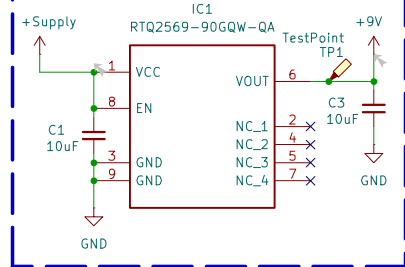 IC1
+Supply
RTQ2569-90GQW-QA
+9V
TestPoint
TP1
1 VCC
VOUT 6
8 EN
C3
10uF
NC_1 2
C1
10uF
NC_2 4
3 GND
NC_3 5
9 GND
NC_4 7
GND
GND